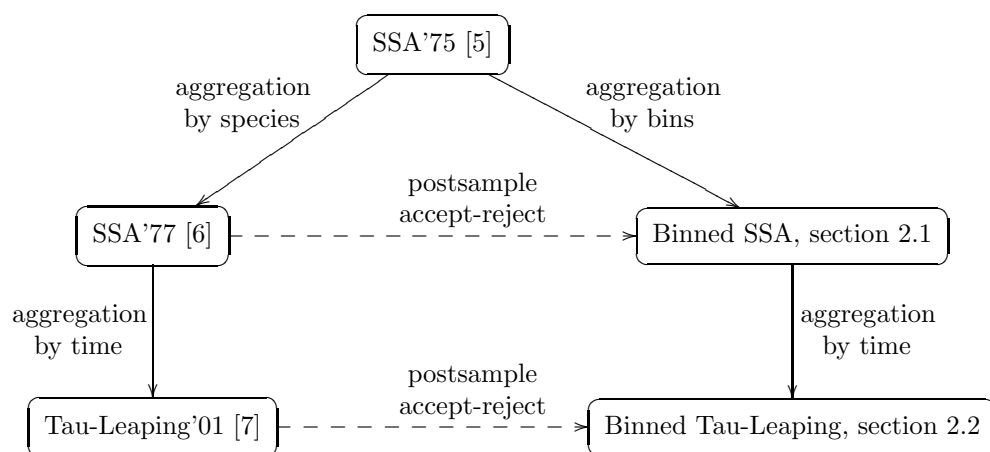 SSA'75 [5]
aggregation
by species
aggregation
by bins
postsample
accept-reject
SSA'77 [6]
Binned SSA, section 2.1
aggregation
by time
aggregation
by time
postsample
accept-reject
Tau-Leaping'01 [7]
Binned Tau-Leaping, section 2.2